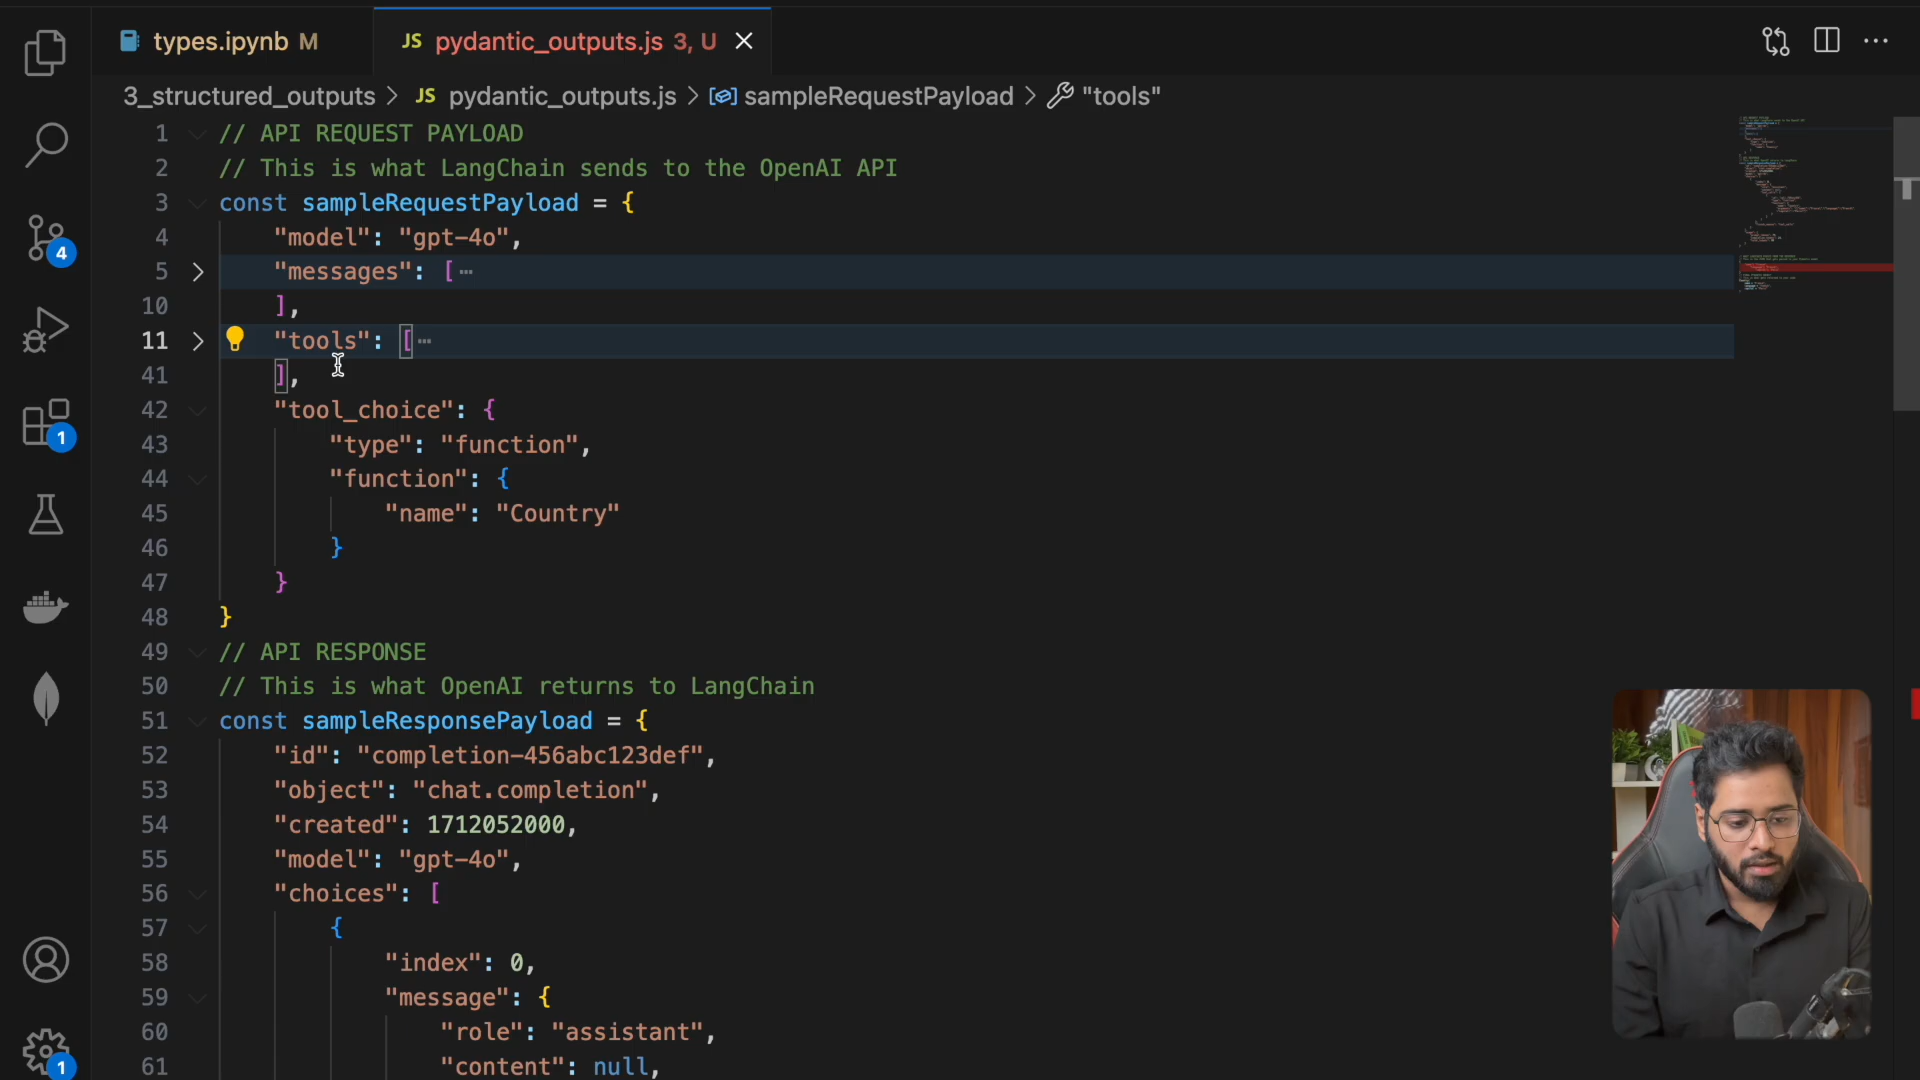 types.ipynb M
JS pydantic_outputs.js 3, U
3_structured_outputs > JS pydantic_outputs.js > sampleRequestPayload > "tools"
1 // API REQUEST PAYLOAD
2 // This is what LangChain sends to the OpenAI API
3 const sampleRequestPayload = {
4 "model": "gpt-4o",
5 "messages": [ ⋯
10 ],
11 "tools": [ ⋯
41 ],
42 "tool_choice": {
43 "type": "function",
44 "function": {
45 "name": "Country"
46 }
47 }
48 }
49 // API RESPONSE
50 // This is what OpenAI returns to LangChain
51 const sampleResponsePayload = {
52 "id": "completion-456abc123def",
53 "object": "chat.completion",
54 "created": 1712052000,
55 "model": "gpt-4o",
56 "choices": [
57 {
58 "index": 0,
59 "message": {
60 "role": "assistant",
61 "content": null,
4
1
1